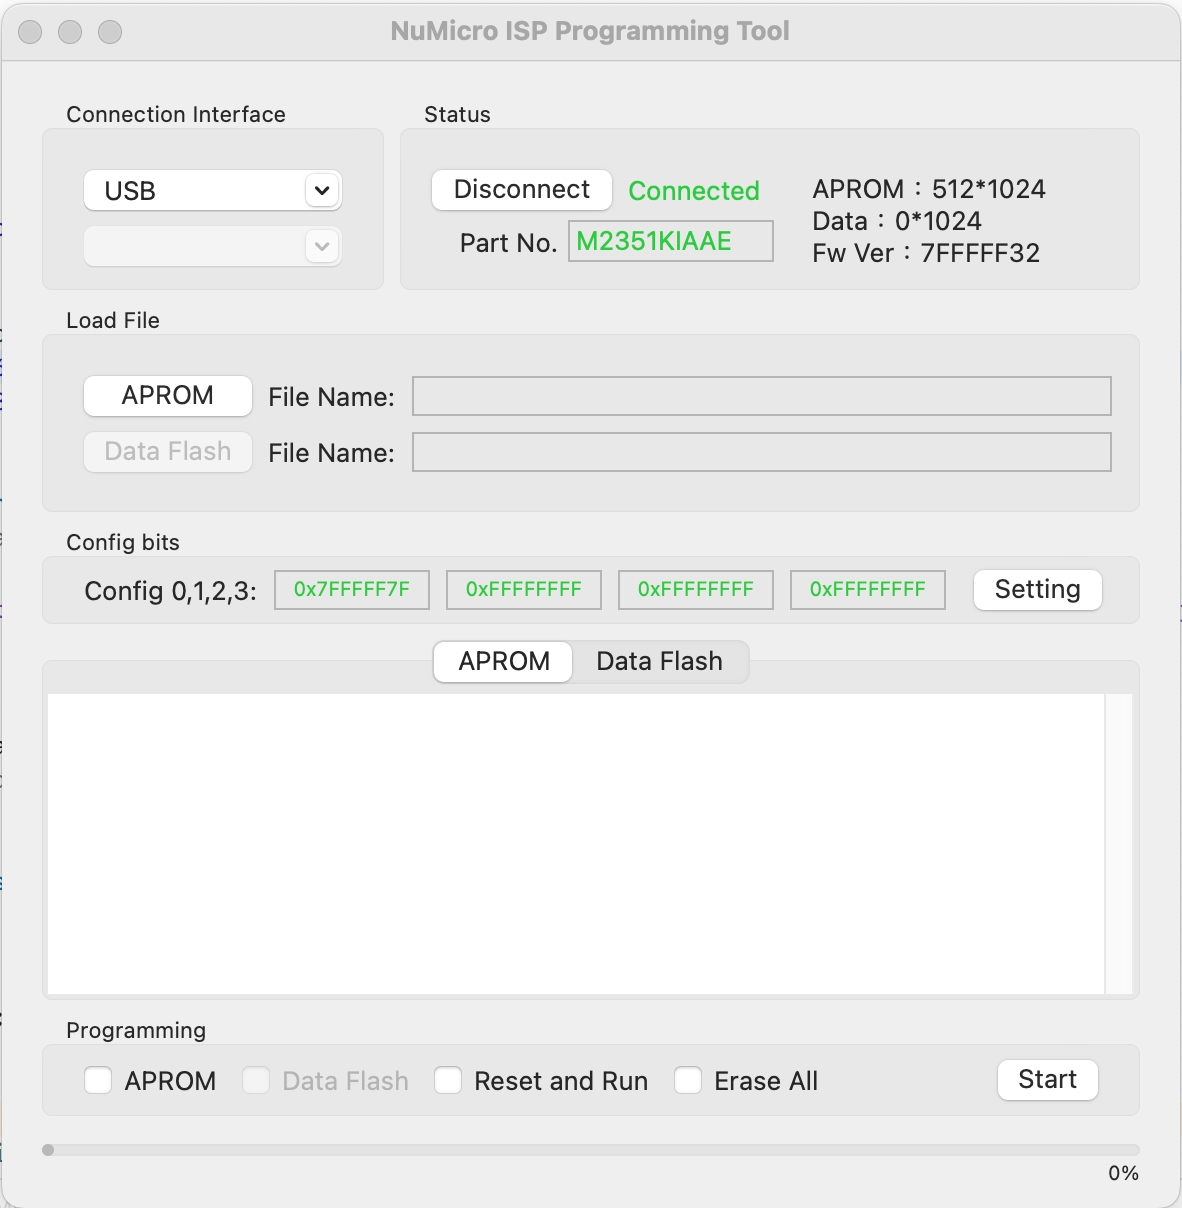 NuMicro ISP Programming Tool
Connection Interface
Status
USB
Disconnect
Connected
APROM : 512*1024
Data : 0*1024
Fw Ver : 7FFFFF32
Part No.
M2351KIAAE
Load File
APROM
File Name:
Data Flash
File Name:
Config bits
Config 0,1,2,3:
0x7FFFFF7F
0xFFFFFFFF
0xFFFFFFFF
0xFFFFFFFF
Setting
APROM
Data Flash
Programming
APROM
Data Flash
Reset and Run
Erase All
Start
0%